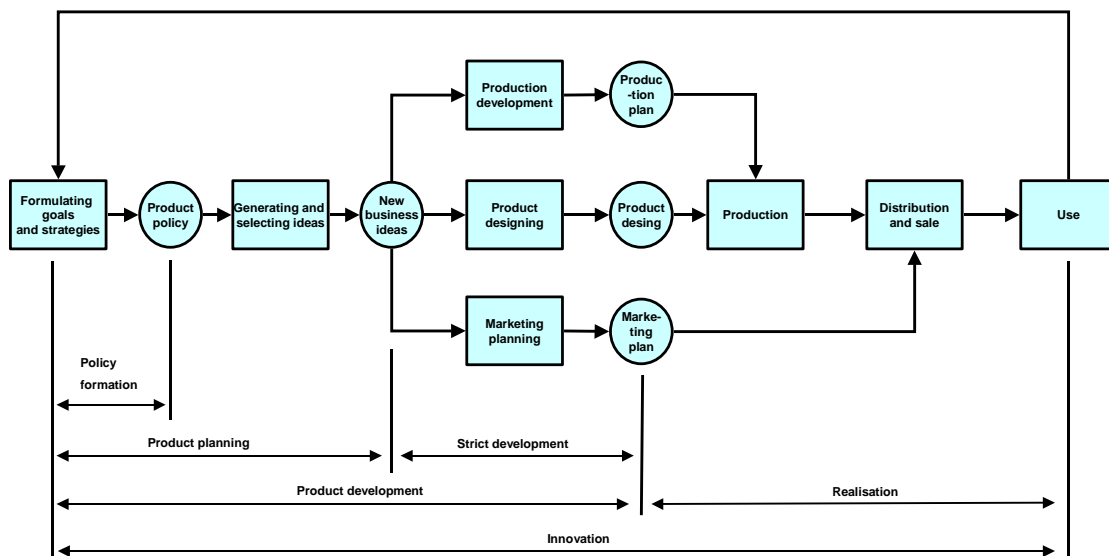 Production
development
Produc
-tion
plan
Formulating
goals
and strategies
Product
policy
Generating and
selecting ideas
New
business
ideas
Product
designing
Product
desing
Production
Distribution
and sale
Use
Marketing
planning
Marke-
ting
plan
Policy
formation
Product planning
Strict development
Product development
Realisation
Innovation